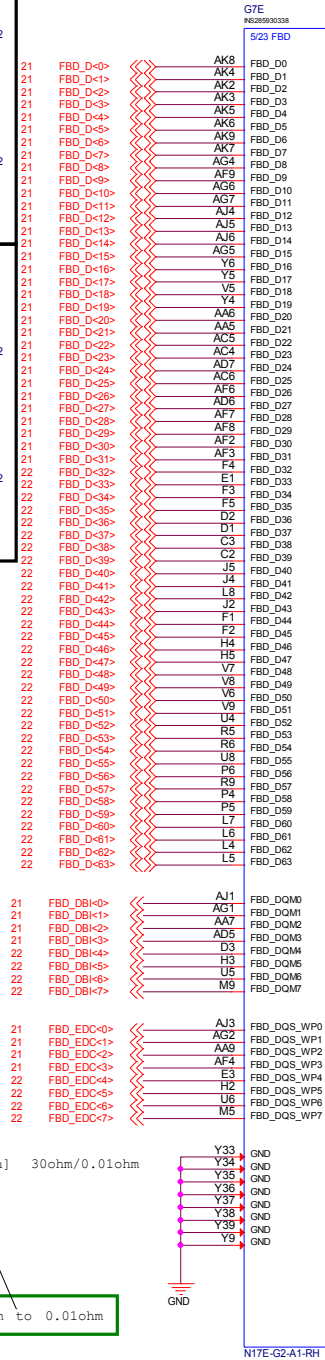 G7E
INS285930338
5/23 FBD
21 FBD_D<0> AK8 FBD_D0
21 FBD_D<1> AK4 FBD_D1
21 FBD_D<2> AK2 FBD_D2
21 FBD_D<3> AK3 FBD_D3
21 FBD_D<4> AK5 FBD_D4
21 FBD_D<5> AK6 FBD_D5
21 FBD_D<6> AK9 FBD_D6
21 FBD_D<7> AK7 FBD_D7
21 FBD_D<8> AG4 FBD_D8
21 FBD_D<9> AF9 FBD_D9
21 FBD_D<10> AG6 FBD_D10
21 FBD_D<11> AG7 FBD_D11
21 FBD_D<12> AJ4 FBD_D12
21 FBD_D<13> AJ5 FBD_D13
21 FBD_D<14> AJ6 FBD_D14
21 FBD_D<15> AG5 FBD_D15
21 FBD_D<16> Y6 FBD_D16
21 FBD_D<17> Y5 FBD_D17
21 FBD_D<18> V5 FBD_D18
21 FBD_D<19> Y4 FBD_D19
21 FBD_D<20> AA6 FBD_D20
21 FBD_D<21> AA5 FBD_D21
21 FBD_D<22> AC5 FBD_D22
21 FBD_D<23> AC4 FBD_D23
21 FBD_D<24> AD7 FBD_D24
21 FBD_D<25> AC6 FBD_D25
21 FBD_D<26> AF6 FBD_D26
21 FBD_D<27> AD6 FBD_D27
21 FBD_D<28> AF7 FBD_D28
21 FBD_D<29> AF8 FBD_D29
21 FBD_D<30> AF2 FBD_D30
21 FBD_D<31> AF3 FBD_D31
22 FBD_D<32> F4 FBD_D32
22 FBD_D<33> E1 FBD_D33
22 FBD_D<34> F3 FBD_D34
22 FBD_D<35> F5 FBD_D35
22 FBD_D<36> D2 FBD_D36
22 FBD_D<37> D1 FBD_D37
22 FBD_D<38> C3 FBD_D38
22 FBD_D<39> C2 FBD_D39
22 FBD_D<40> J5 FBD_D40
22 FBD_D<41> J4 FBD_D41
22 FBD_D<42> L8 FBD_D42
22 FBD_D<43> J2 FBD_D43
22 FBD_D<44> F1 FBD_D44
22 FBD_D<45> F2 FBD_D45
22 FBD_D<46> H4 FBD_D46
22 FBD_D<47> H5 FBD_D47
22 FBD_D<48> V7 FBD_D48
22 FBD_D<49> V8 FBD_D49
22 FBD_D<50> V6 FBD_D50
22 FBD_D<51> V9 FBD_D51
22 FBD_D<52> U4 FBD_D52
22 FBD_D<53> R5 FBD_D53
22 FBD_D<54> R6 FBD_D54
22 FBD_D<55> U8 FBD_D55
22 FBD_D<56> P6 FBD_D56
22 FBD_D<57> R9 FBD_D57
22 FBD_D<58> P4 FBD_D58
22 FBD_D<59> P5 FBD_D59
22 FBD_D<60> L7 FBD_D60
22 FBD_D<61> L6 FBD_D61
22 FBD_D<62> L4 FBD_D62
22 FBD_D<63> L5 FBD_D63
21 FBD_DBI<0> AJ1 FBD_DQM0
21 FBD_DBI<1> AG1 FBD_DQM1
21 FBD_DBI<2> AA7 FBD_DQM2
21 FBD_DBI<3> AD5 FBD_DQM3
22 FBD_DBI<4> D3 FBD_DQM4
22 FBD_DBI<5> H3 FBD_DQM5
22 FBD_DBI<6> U5 FBD_DQM6
22 FBD_DBI<7> M9 FBD_DQM7
21 FBD_EDC<0> AJ3 FBD_DQS_WP0
21 FBD_EDC<1> AG2 FBD_DQS_WP1
21 FBD_EDC<2> AA9 FBD_DQS_WP2
21 FBD_EDC<3> AF4 FBD_DQS_WP3
22 FBD_EDC<4> E3 FBD_DQS_WP4
22 FBD_EDC<5> H2 FBD_DQS_WP5
22 FBD_EDC<6> U6 FBD_DQS_WP6
22 FBD_EDC<7> M5 FBD_DQS_WP7
] 30ohm/0.01ohm
Y33 GND
Y34 GND
Y35 GND
Y36 GND
Y37 GND
Y38 GND
Y39 GND
Y9 GND
GND
to 0.01ohm
N17E-G2-A1-RH